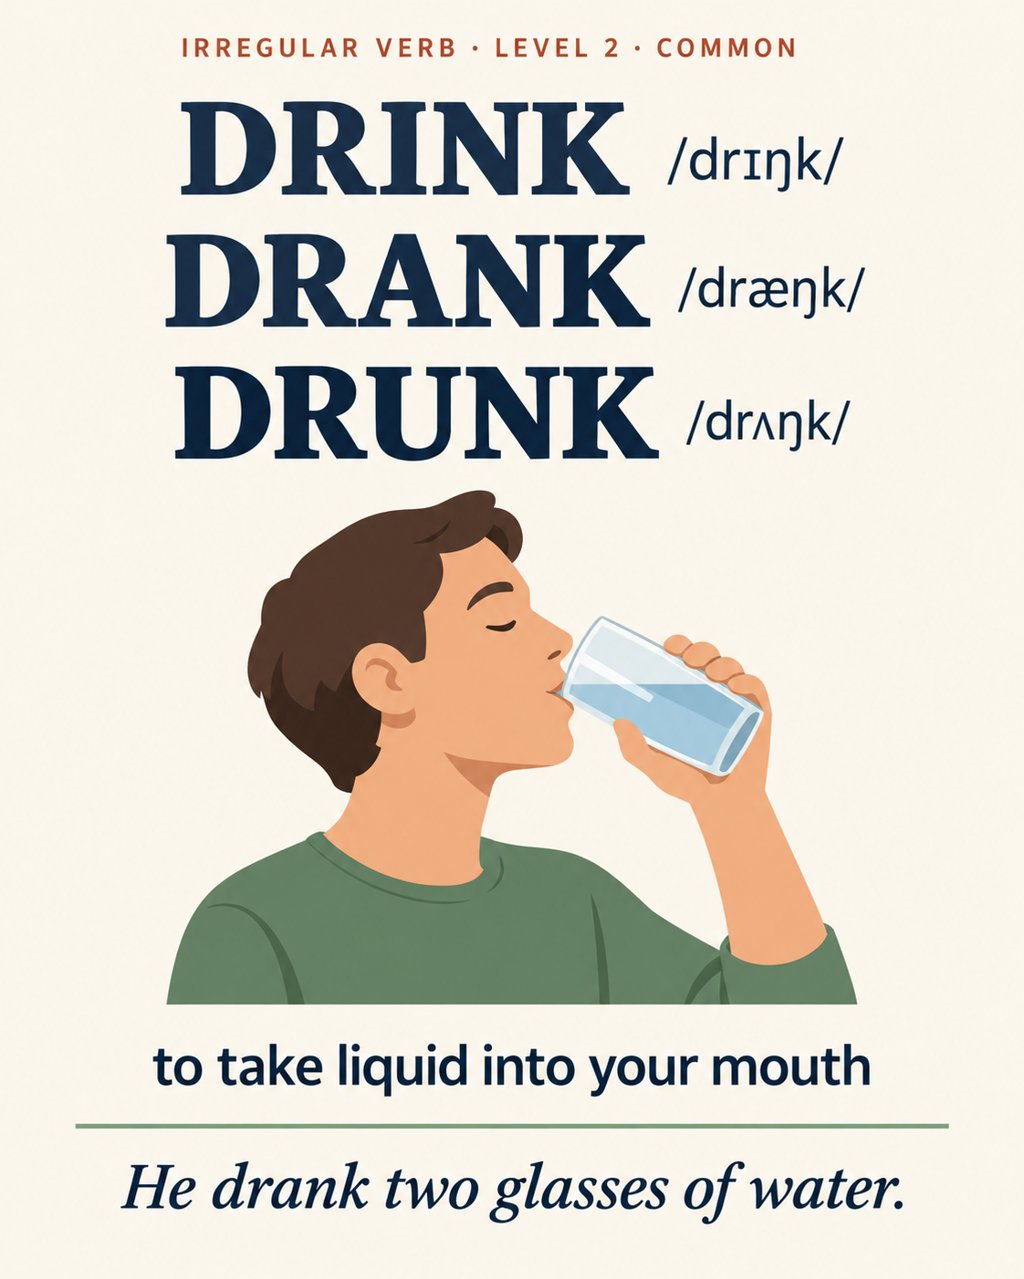 IRREGULAR VERB · LEVEL 2 · COMMON
DRINK /drɪŋk/
DRANK /dræŋk/
DRUNK /drʌŋk/
to take liquid into your mouth
He drank two glasses of water.